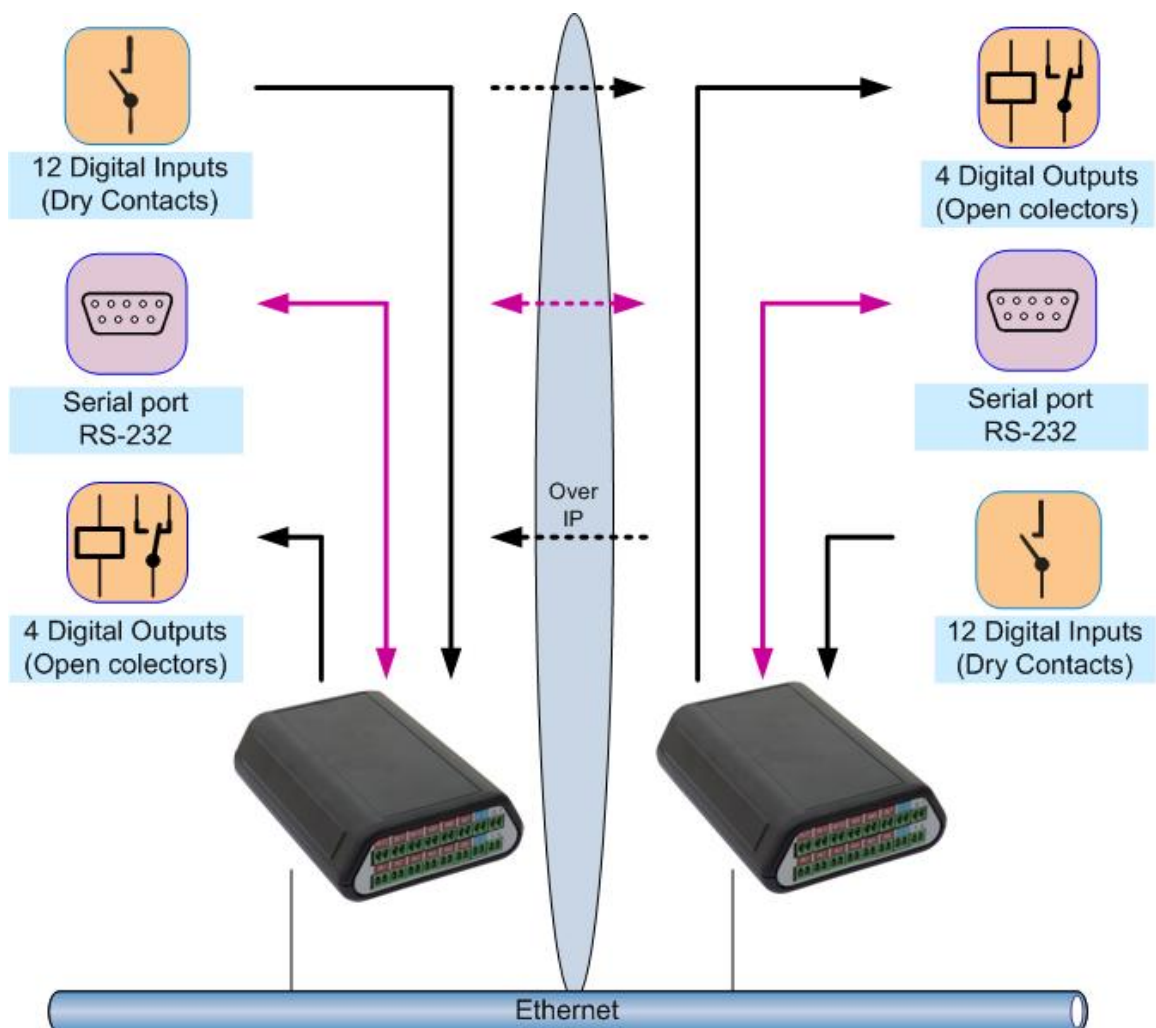 12 Digital Inputs
(Dry Contacts)
4 Digital Outputs
(Open colectors)
Serial port
RS-232
Serial port
RS-232
Over
IP
4 Digital Outputs
(Open colectors)
12 Digital Inputs
(Dry Contacts)
Ethernet